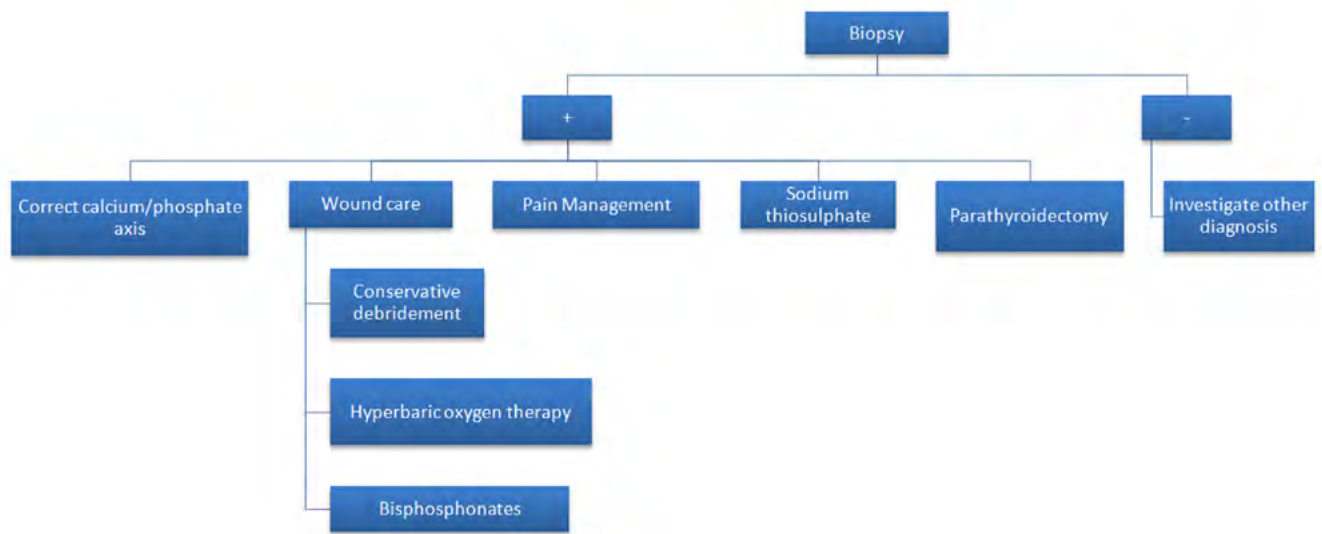 Biopsy
+
-
Correct calcium/phosphate
axis
Wound care
Pain Management
Sodium
thiosulphate
Parathyroidectomy
Investigate other
diagnosis
Conservative
debridement
Hyperbaric oxygen therapy
Bisphosphonates